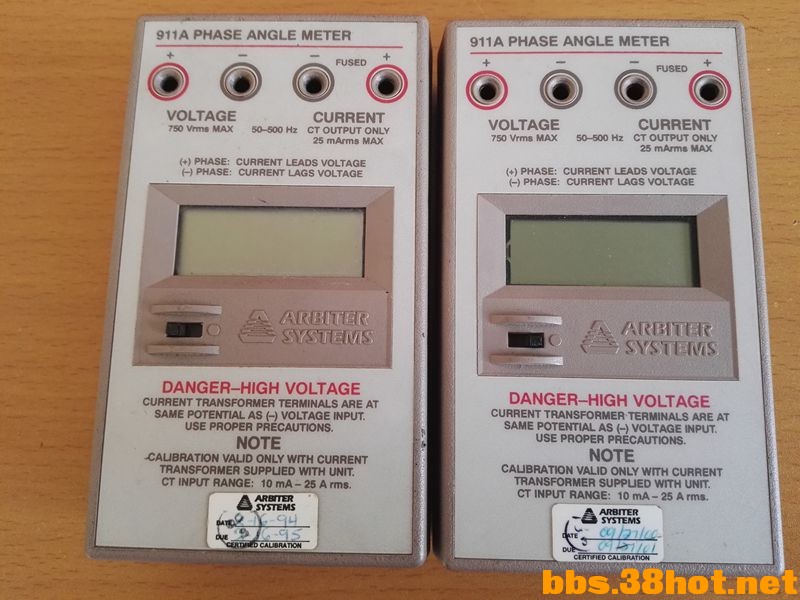 911A PHASE ANGLE METER
+ − − FUSED +
VOLTAGE CURRENT
750 Vrms MAX 50–500 Hz CT OUTPUT ONLY
25 mArms MAX
(+) PHASE: CURRENT LEADS VOLTAGE
(−) PHASE: CURRENT LAGS VOLTAGE
ARBITER
SYSTEMS
DANGER–HIGH VOLTAGE
CURRENT TRANSFORMER TERMINALS ARE AT
SAME POTENTIAL AS (−) VOLTAGE INPUT.
USE PROPER PRECAUTIONS.
NOTE
CALIBRATION VALID ONLY WITH CURRENT
TRANSFORMER SUPPLIED WITH UNIT.
CT INPUT RANGE: 10 mA – 25 A rms.
ARBITER
SYSTEMS
DATE
DUE
CERTIFIED CALIBRATION
911A PHASE ANGLE METER
+ − − FUSED +
VOLTAGE CURRENT
750 Vrms MAX 50–500 Hz CT OUTPUT ONLY
25 mArms MAX
(+) PHASE: CURRENT LEADS VOLTAGE
(−) PHASE: CURRENT LAGS VOLTAGE
ARBITER
SYSTEMS
DANGER–HIGH VOLTAGE
CURRENT TRANSFORMER TERMINALS ARE AT
SAME POTENTIAL AS (−) VOLTAGE INPUT.
USE PROPER PRECAUTIONS.
NOTE
CALIBRATION VALID ONLY WITH CURRENT
TRANSFORMER SUPPLIED WITH UNIT.
CT INPUT RANGE: 10 mA – 25 A rms.
ARBITER
SYSTEMS
DATE 09/27/00
DUE 09/27/01
CERTIFIED CALIBRATION
bbs.38hot.net